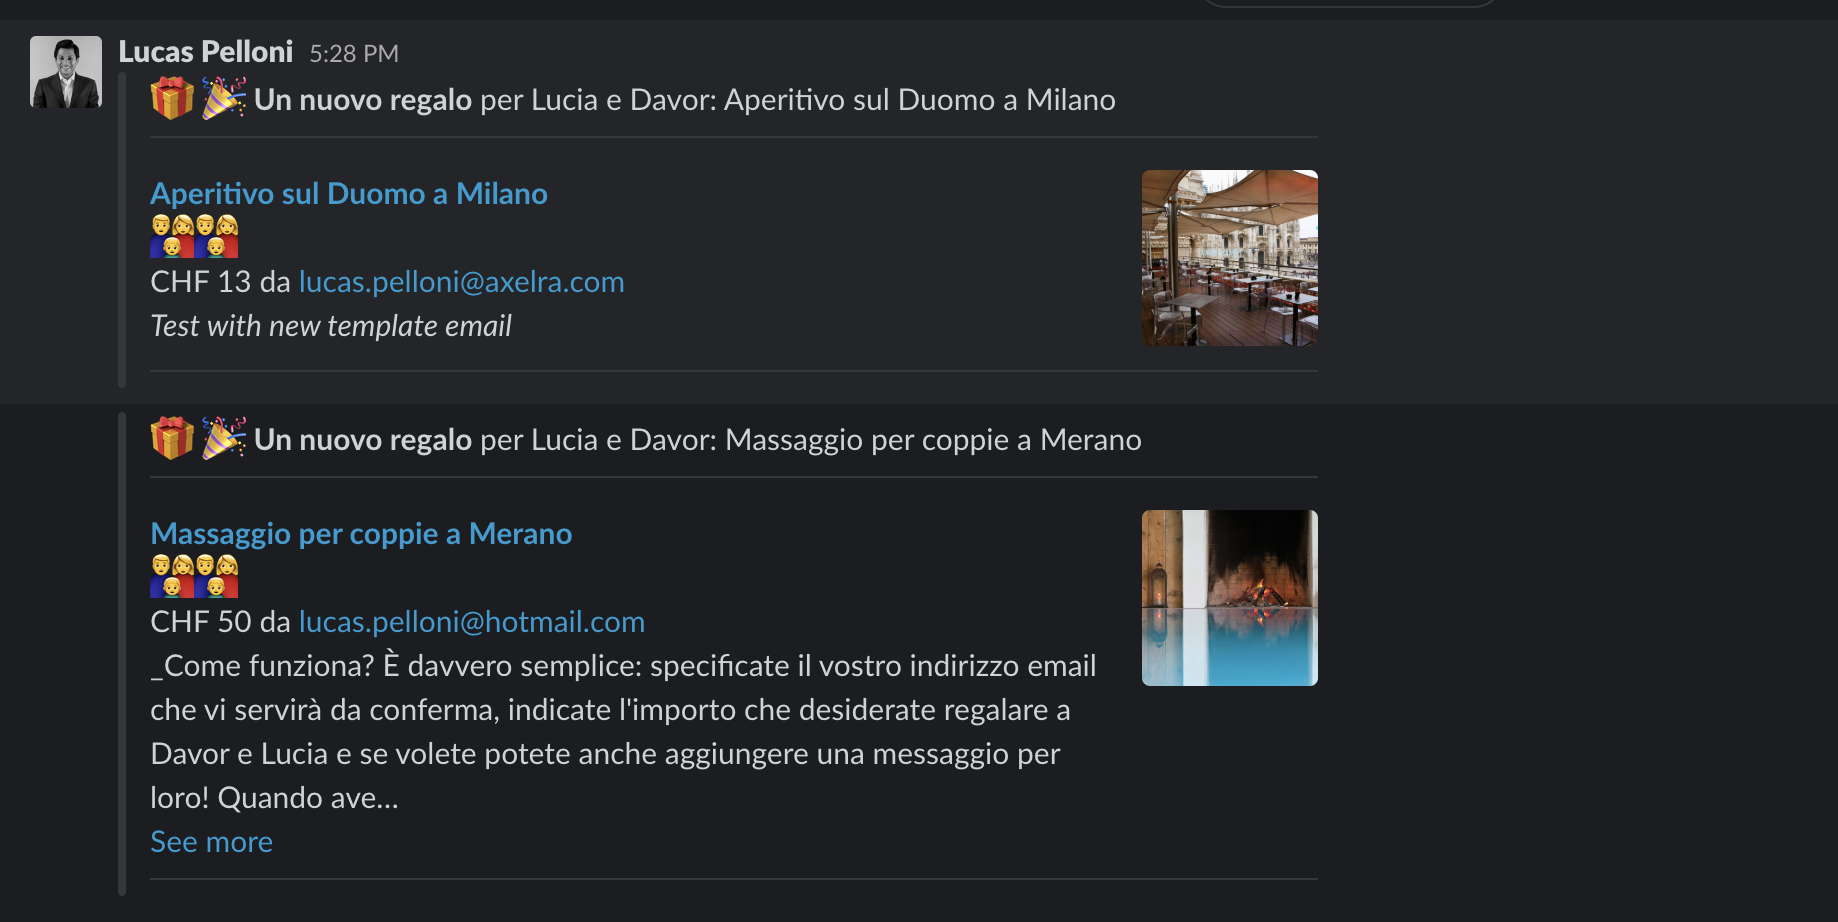 Lucas Pelloni 5:28 PM
Un nuovo regalo per Lucia e Davor: Aperitivo sul Duomo a Milano
Aperitivo sul Duomo a Milano
CHF 13 da lucas.pelloni@axelra.com
Test with new template email
Un nuovo regalo per Lucia e Davor: Massaggio per coppie a Merano
Massaggio per coppie a Merano
CHF 50 da lucas.pelloni@hotmail.com
_Come funziona? È davvero semplice: specificate il vostro indirizzo email
che vi servirà da conferma, indicate l'importo che desiderate regalare a
Davor e Lucia e se volete potete anche aggiungere una messaggio per
loro! Quando ave...
See more